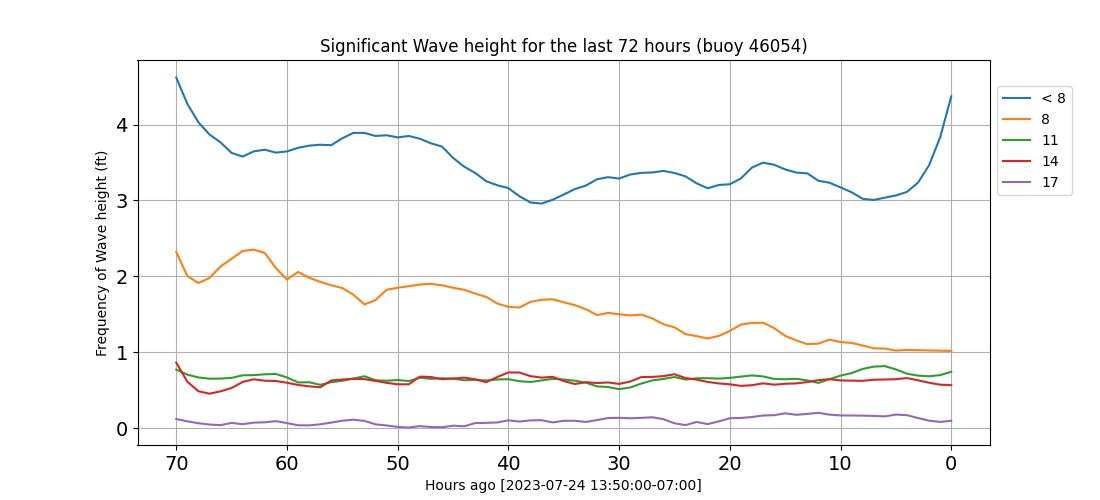 Significant Wave height for the last 72 hours (buoy 46054)
Frequency of Wave height (ft)
4
3
2
1
0
70 60 50 40 30 20 10 0
Hours ago [2023-07-24 13:50:00-07:00]
< 8
8
11
14
17